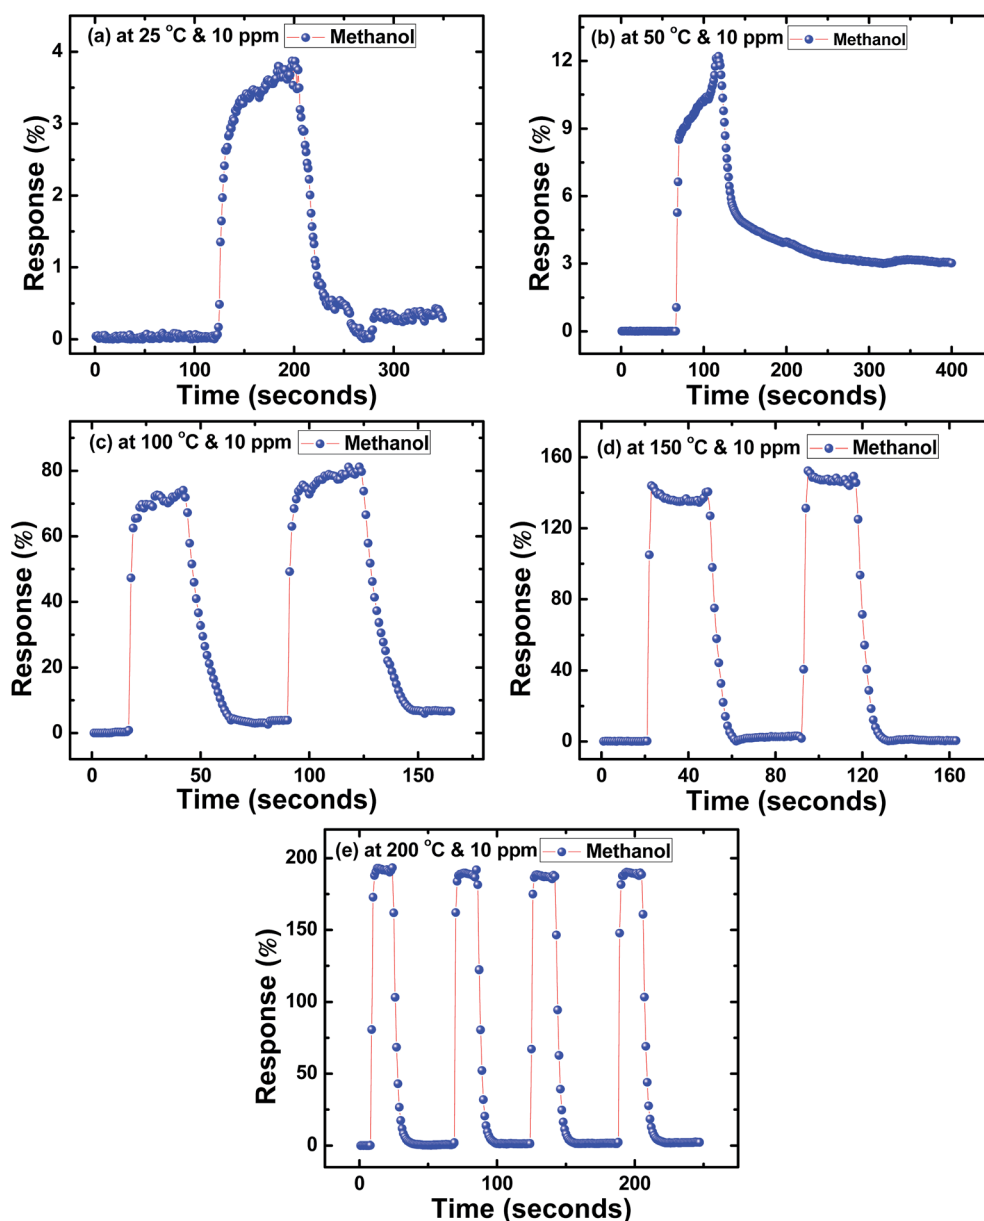 (a) at 25 °C & 10 ppm Methanol
4
3
2
1
0
Response (%)
0 100 200 300
Time (seconds)
(b) at 50 °C & 10 ppm Methanol
12
9
6
3
0
Response (%)
0 100 200 300 400
Time (seconds)
(c) at 100 °C & 10 ppm Methanol
80
60
40
20
0
Response (%)
0 50 100 150
Time (seconds)
(d) at 150 °C & 10 ppm Methanol
160
120
80
40
0
Response (%)
0 40 80 120 160
Time (seconds)
(e) at 200 °C & 10 ppm Methanol
200
150
100
50
0
Response (%)
0 100 200
Time (seconds)